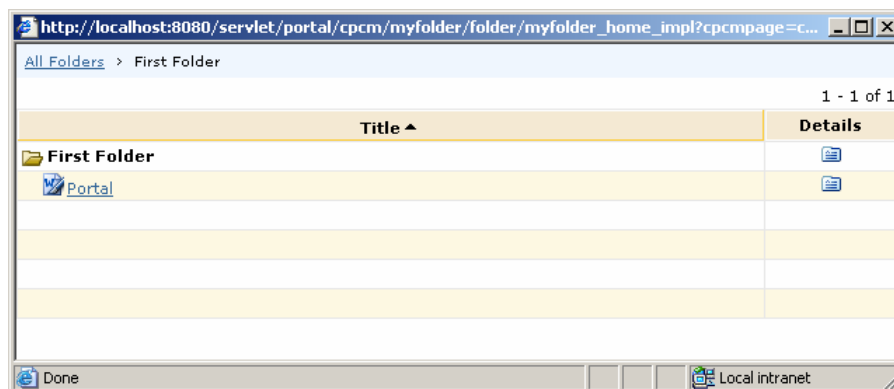 http://localhost:8080/servlet/portal/cpcm/myfolder/folder/myfolder_home_impl?cpcmpage=c...
All Folders > First Folder
1 - 1 of 1
Title Details
First Folder
Portal
Done Local intranet